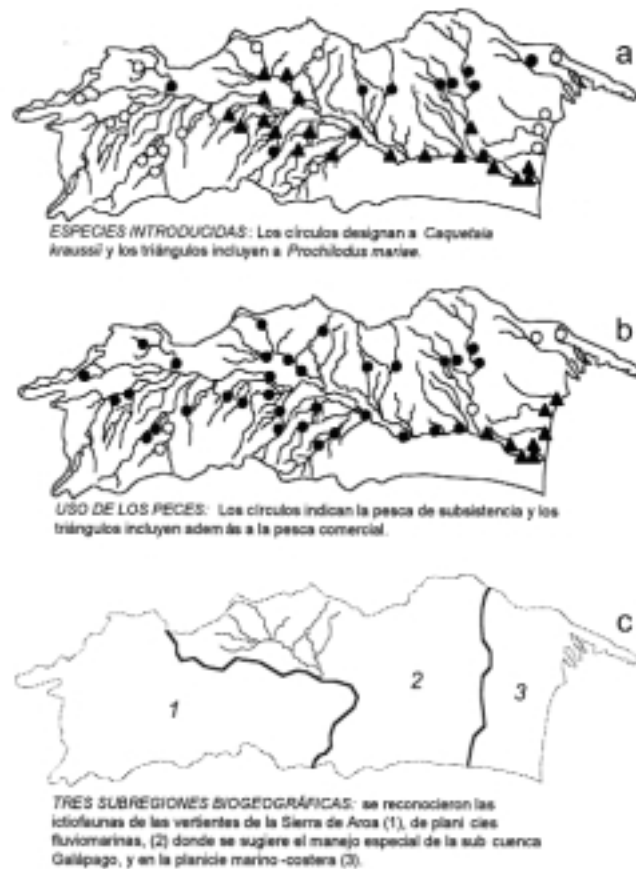 a
ESPECIES INTRODUCIDAS: Los círculos designan a Caquetaia
kraussii y los triángulos incluyen a Prochilodus mariae.
b
USO DE LOS PECES: Los círculos indican la pesca de subsistencia y los
triángulos incluyen además a la pesca comercial.
c
1
2
3
TRES SUBREGIONES BIOGEOGRÁFICAS: se reconocieron las
ictiofaunas de las vertientes de la Sierra de Aroa (1), de plani cies
fluviomarinas, (2) donde se sugiere el manejo especial de la sub cuenca
Galápago, y en la planicie marino-costera (3).